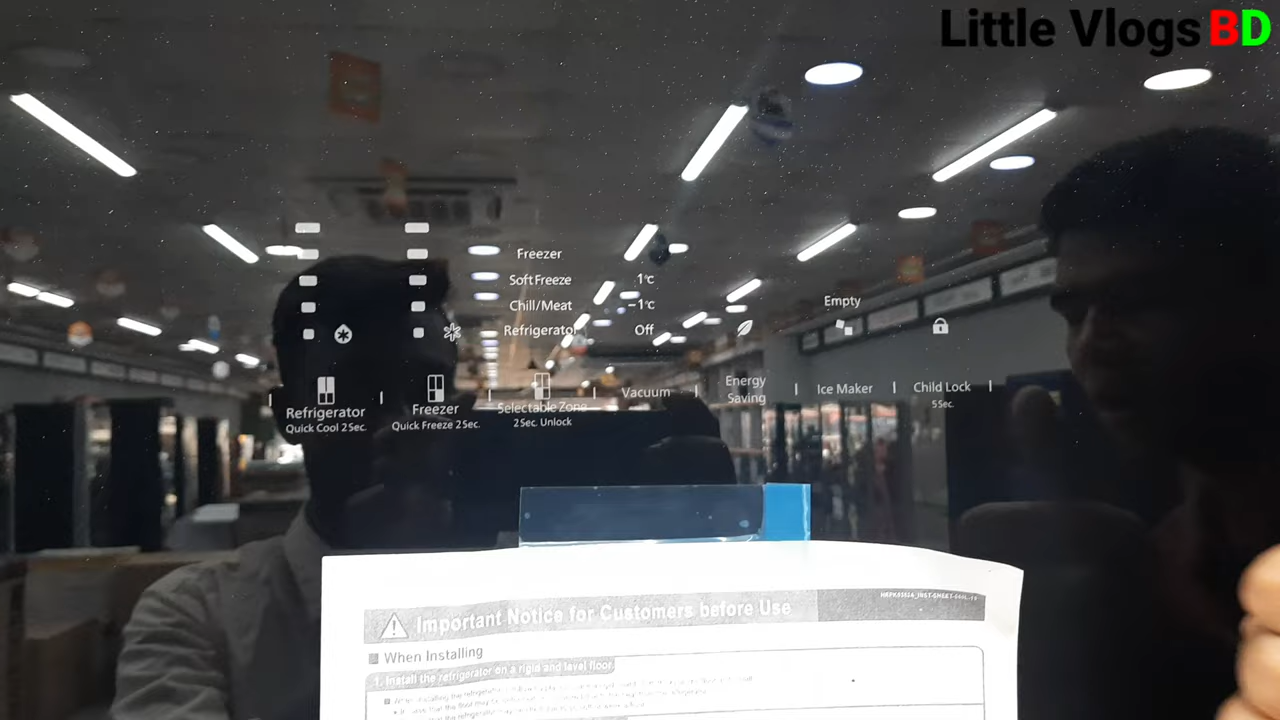 Little Vlogs BD
Freezer
Soft Freeze 1°C
Chill/Meat -1°C
Refrigerator Off
Empty
Refrigerator
Quick Cool 2Sec.
Freezer
Quick Freeze 2Sec.
Selectable Zone
2Sec. Unlock
Vacuum
Energy
Saving
Ice Maker
Child Lock
5Sec.
Important Notice for Customers before Use
When Installing
1. Install the refrigerator on a rigid and level floor.